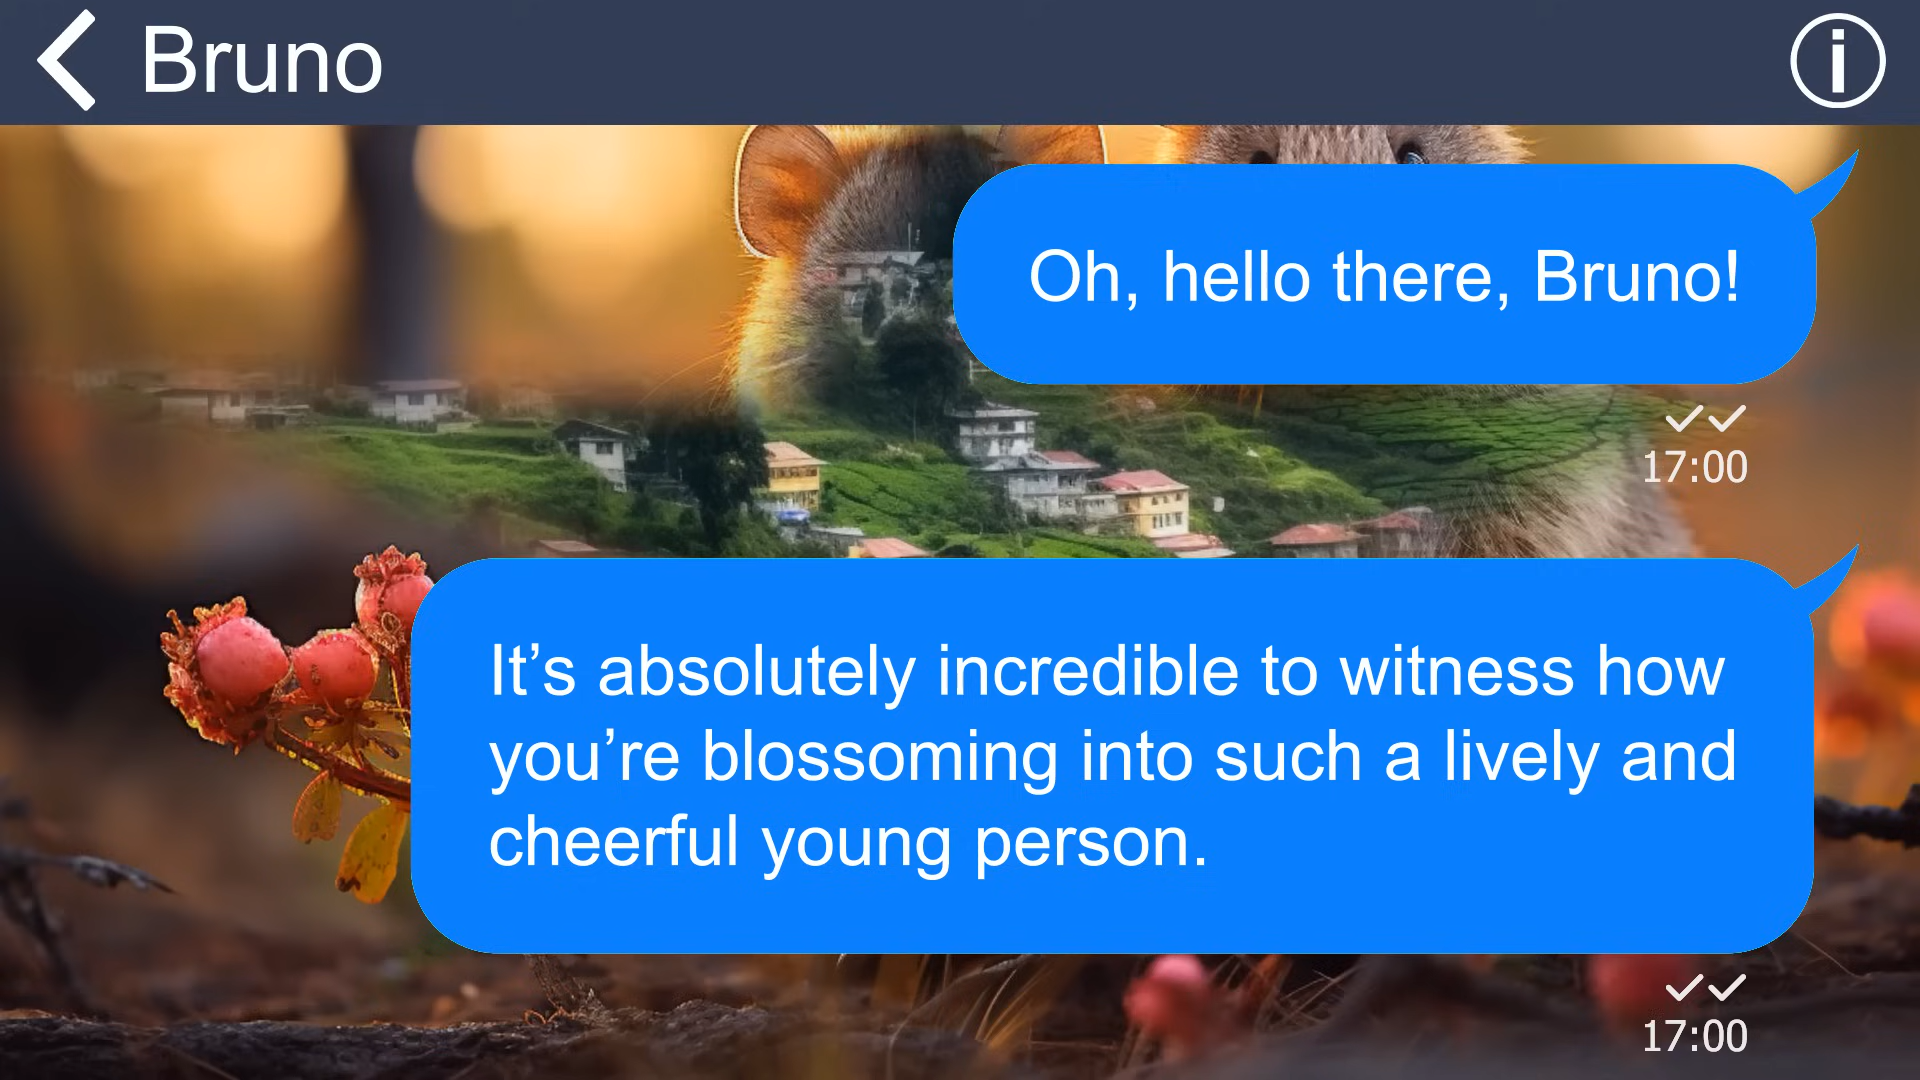 Bruno
Oh, hello there, Bruno!
17:00
It’s absolutely incredible to witness how
you’re blossoming into such a lively and
cheerful young person.
17:00